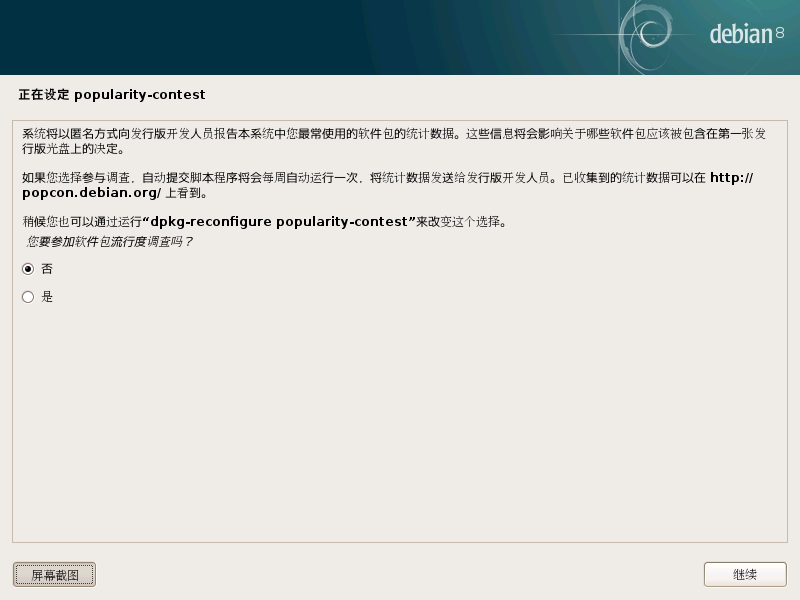 debian 8
正在设定 popularity-contest
系统将以匿名方式向发行版开发人员报告本系统中您最常使用的软件包的统计数据。这些信息将会影响关于哪些软件包应该被包含在第一张发
行版光盘上的决定。
如果您选择参与调查，自动提交脚本程序将会每周自动运行一次，将统计数据发送给发行版开发人员。已收集到的统计数据可以在 http://
popcon.debian.org/ 上看到。
稍候您也可以通过运行“dpkg-reconfigure popularity-contest”来改变这个选择。
您要参加软件包流行度调查吗？
否
是
屏幕截图
继续